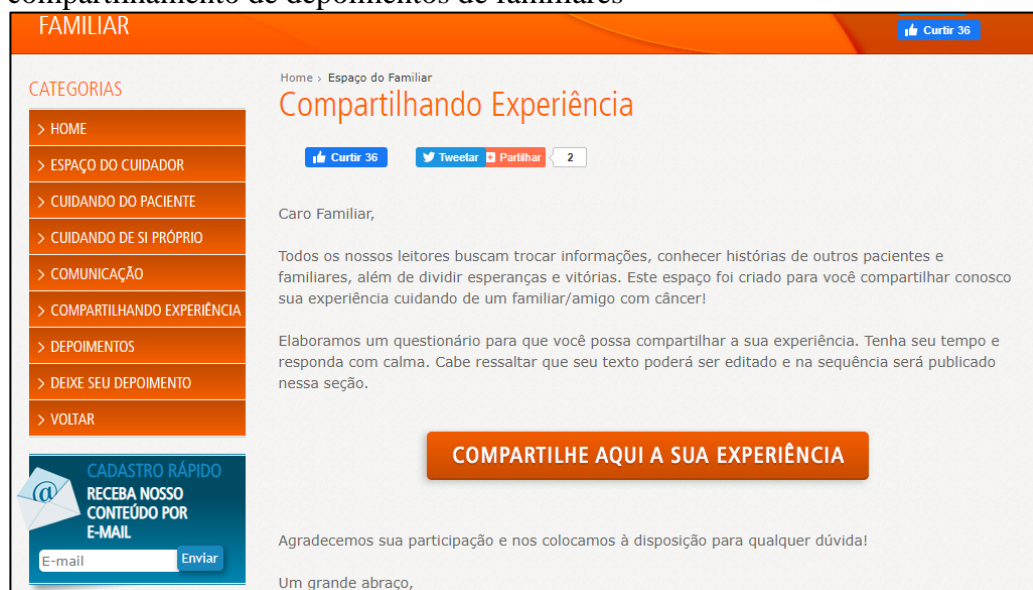 compartilhamento de depoimentos de familiares
FAMILIAR
Curtir 36
CATEGORIAS
> HOME
> ESPAÇO DO CUIDADOR
> CUIDANDO DO PACIENTE
> CUIDANDO DE SI PRÓPRIO
> COMUNICAÇÃO
> COMPARTILHANDO EXPERIÊNCIA
> DEPOIMENTOS
> DEIXE SEU DEPOIMENTO
> VOLTAR
@
CADASTRO RÁPIDO
RECEBA NOSSO
CONTEÚDO POR
E-MAIL
E-mail
Enviar
Home › Espaço do Familiar
Compartilhando Experiência
Curtir 36 Tweetar Partilhar 2
Caro Familiar,
Todos os nossos leitores buscam trocar informações, conhecer histórias de outros pacientes e
familiares, além de dividir esperanças e vitórias. Este espaço foi criado para você compartilhar conosco
sua experiência cuidando de um familiar/amigo com câncer!
Elaboramos um questionário para que você possa compartilhar a sua experiência. Tenha seu tempo e
responda com calma. Cabe ressaltar que seu texto poderá ser editado e na sequência será publicado
nessa seção.
COMPARTILHE AQUI A SUA EXPERIÊNCIA
Agradecemos sua participação e nos colocamos à disposição para qualquer dúvida!
Um grande abraço,